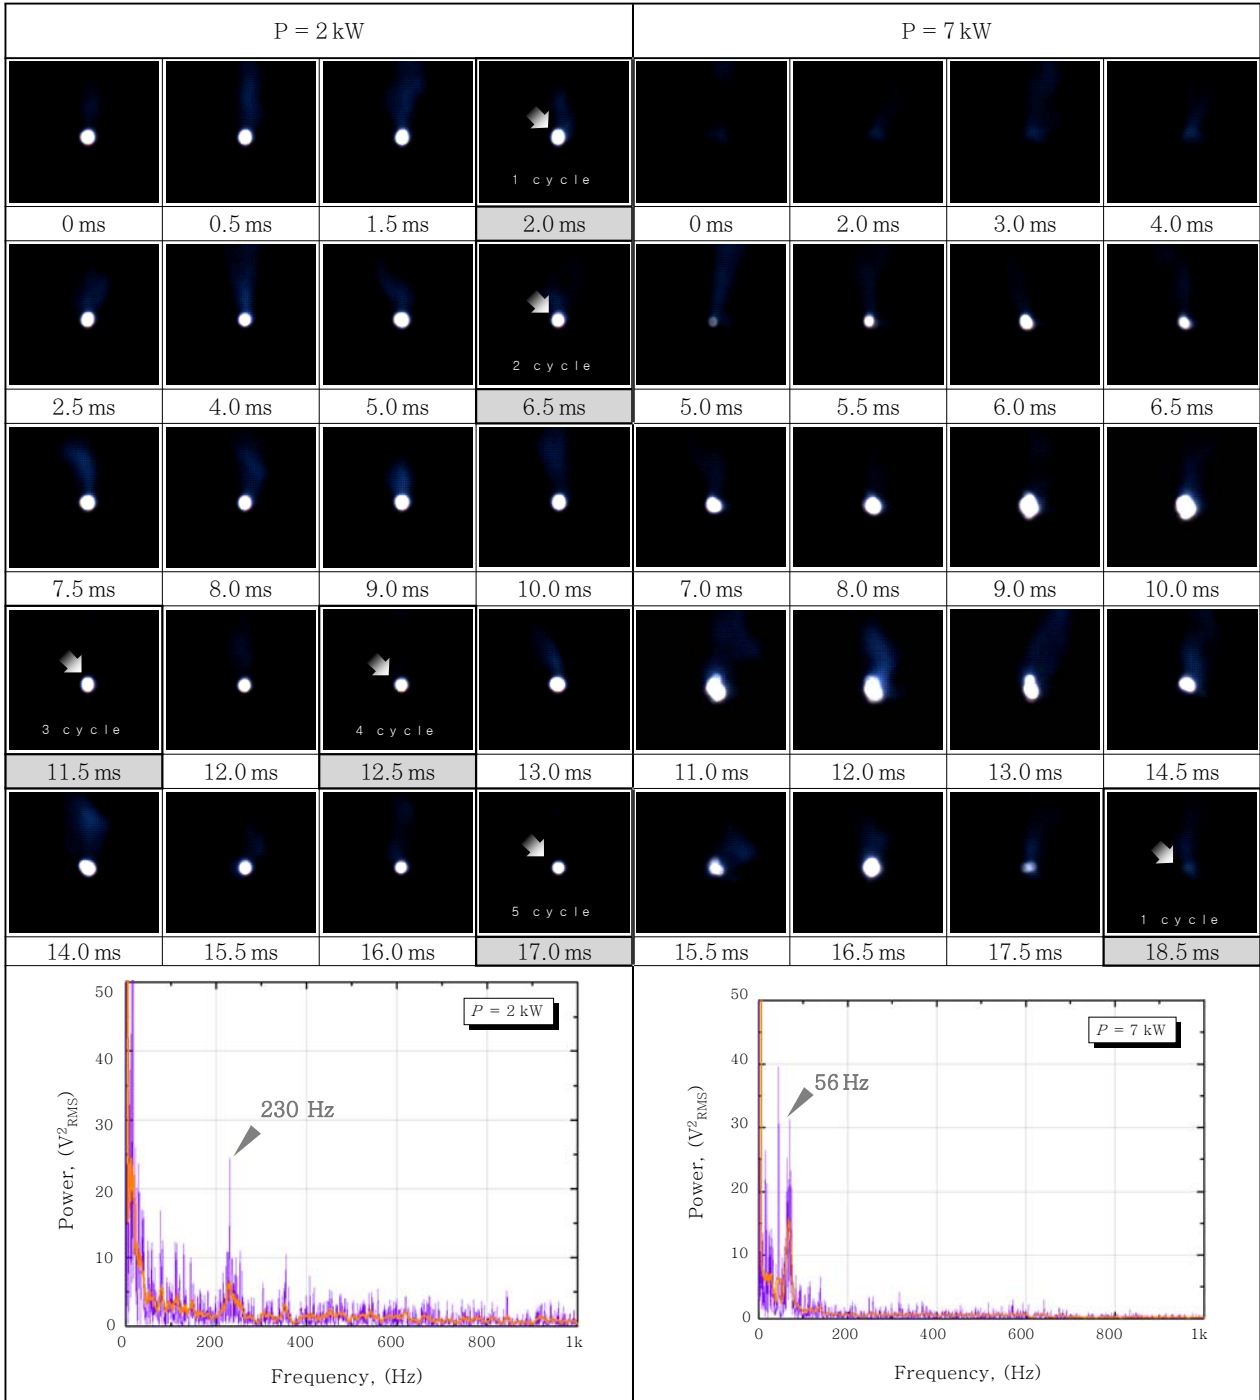 P = 2 kW
P = 7 kW
1 cycle
0 ms
0.5 ms
1.5 ms
2.0 ms
0 ms
2.0 ms
3.0 ms
4.0 ms
2 cycle
2.5 ms
4.0 ms
5.0 ms
6.5 ms
5.0 ms
5.5 ms
6.0 ms
6.5 ms
7.5 ms
8.0 ms
9.0 ms
10.0 ms
7.0 ms
8.0 ms
9.0 ms
10.0 ms
3 cycle
4 cycle
11.5 ms
12.0 ms
12.5 ms
13.0 ms
11.0 ms
12.0 ms
13.0 ms
14.5 ms
5 cycle
1 cycle
14.0 ms
15.5 ms
16.0 ms
17.0 ms
15.5 ms
16.5 ms
17.5 ms
18.5 ms
P = 2 kW
230 Hz
Power, (V²RMS)
50
40
30
20
10
0
0
200
400
600
800
1k
Frequency, (Hz)
P = 7 kW
56 Hz
Power, (V²RMS)
50
40
30
20
10
0
0
200
400
600
800
1k
Frequency, (Hz)